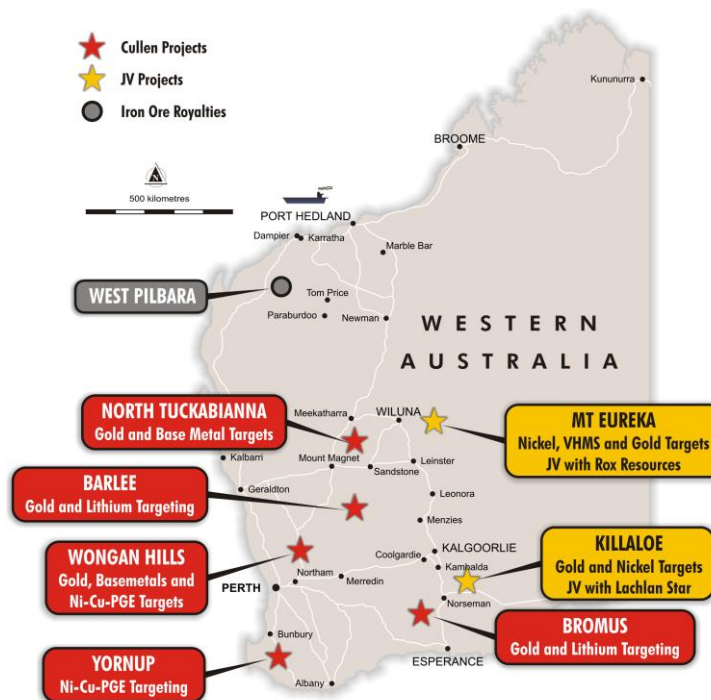 Cullen Projects
JV Projects
Iron Ore Royalties
N
500 kilometres
Kununurra
BROOME
PORT HEDLAND
Dampier
Karratha
Marble Bar
WEST PILBARA
Tom Price
Paraburdoo
Newman
WESTERN
AUSTRALIA
NORTH TUCKABIANNA
Gold and Base Metal Targets
Meekatharra
WILUNA
MT EUREKA
Nickel, VHMS and Gold Targets
JV with Rox Resources
Kalbarri
Mount Magnet
Sandstone
Leinster
BARLEE
Gold and Lithium Targeting
Geraldton
Leonora
Menzies
WONGAN HILLS
Gold, Basemetals and
Ni-Cu-PGE Targets
Coolgardie
KALGOORLIE
Kambalda
KILLALOE
Gold and Nickel Targets
JV with Lachlan Star
PERTH
Northam
Merredin
Norseman
BROMUS
Gold and Lithium Targeting
Bunbury
YORNUP
Ni-Cu-PGE Targeting
Albany
ESPERANCE